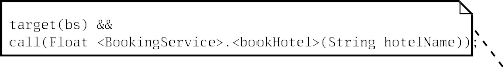 target(bs) &&
call(Float <BookingService>.<bookHotel>(String hotelName));